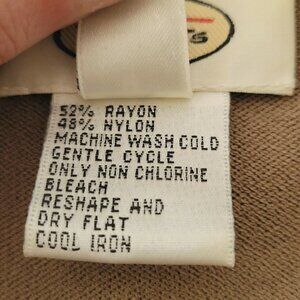 52% RAYON
48% NYLON
MACHINE WASH COLD
GENTLE CYCLE
ONLY NON CHLORINE
BLEACH
RESHAPE AND
DRY FLAT
COOL IRON